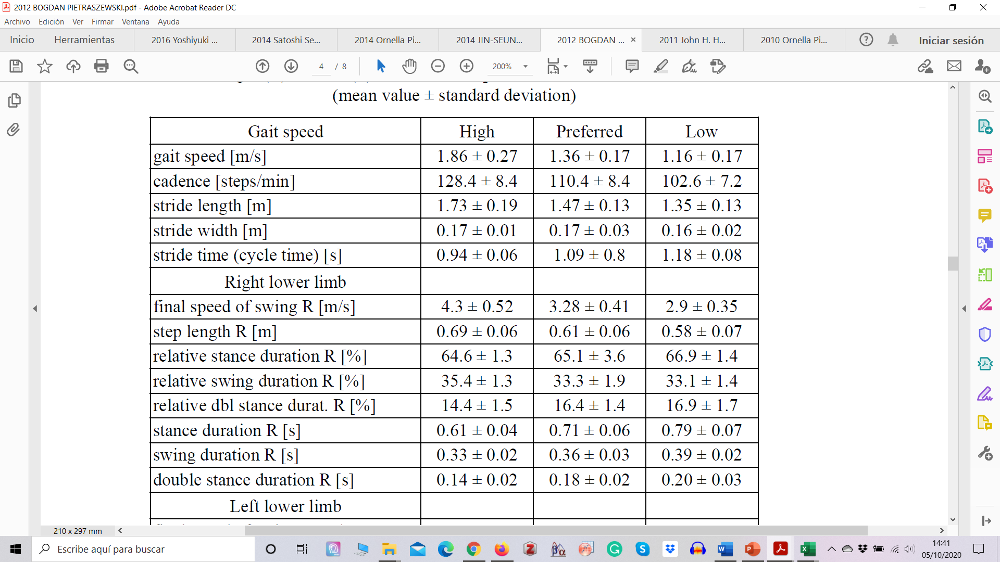 2012 BOGDAN PIETRASZEWSKI.pdf - Adobe Acrobat Reader DC
Archivo Edición Ver Firmar Ventana Ayuda
Inicio Herramientas 2016 Yoshiyuki ... 2014 Satoshi Se... 2014 Ornella Pi... 2014 JIN-SEUN... 2012 BOGDAN ... × 2011 John H. H... 2010 Ornella Pi... Iniciar sesión
4 / 8 200%
(mean value ± standard deviation)
Gait speed High Preferred Low
gait speed [m/s] 1.86 ± 0.27 1.36 ± 0.17 1.16 ± 0.17
cadence [steps/min] 128.4 ± 8.4 110.4 ± 8.4 102.6 ± 7.2
stride length [m] 1.73 ± 0.19 1.47 ± 0.13 1.35 ± 0.13
stride width [m] 0.17 ± 0.01 0.17 ± 0.03 0.16 ± 0.02
stride time (cycle time) [s] 0.94 ± 0.06 1.09 ± 0.8 1.18 ± 0.08
Right lower limb
final speed of swing R [m/s] 4.3 ± 0.52 3.28 ± 0.41 2.9 ± 0.35
step length R [m] 0.69 ± 0.06 0.61 ± 0.06 0.58 ± 0.07
relative stance duration R [%] 64.6 ± 1.3 65.1 ± 3.6 66.9 ± 1.4
relative swing duration R [%] 35.4 ± 1.3 33.3 ± 1.9 33.1 ± 1.4
relative dbl stance durat. R [%] 14.4 ± 1.5 16.4 ± 1.4 16.9 ± 1.7
stance duration R [s] 0.61 ± 0.04 0.71 ± 0.06 0.79 ± 0.07
swing duration R [s] 0.33 ± 0.02 0.36 ± 0.03 0.39 ± 0.02
double stance duration R [s] 0.14 ± 0.02 0.18 ± 0.02 0.20 ± 0.03
Left lower limb
210 x 297 mm
Escribe aquí para buscar
14:41
05/10/2020